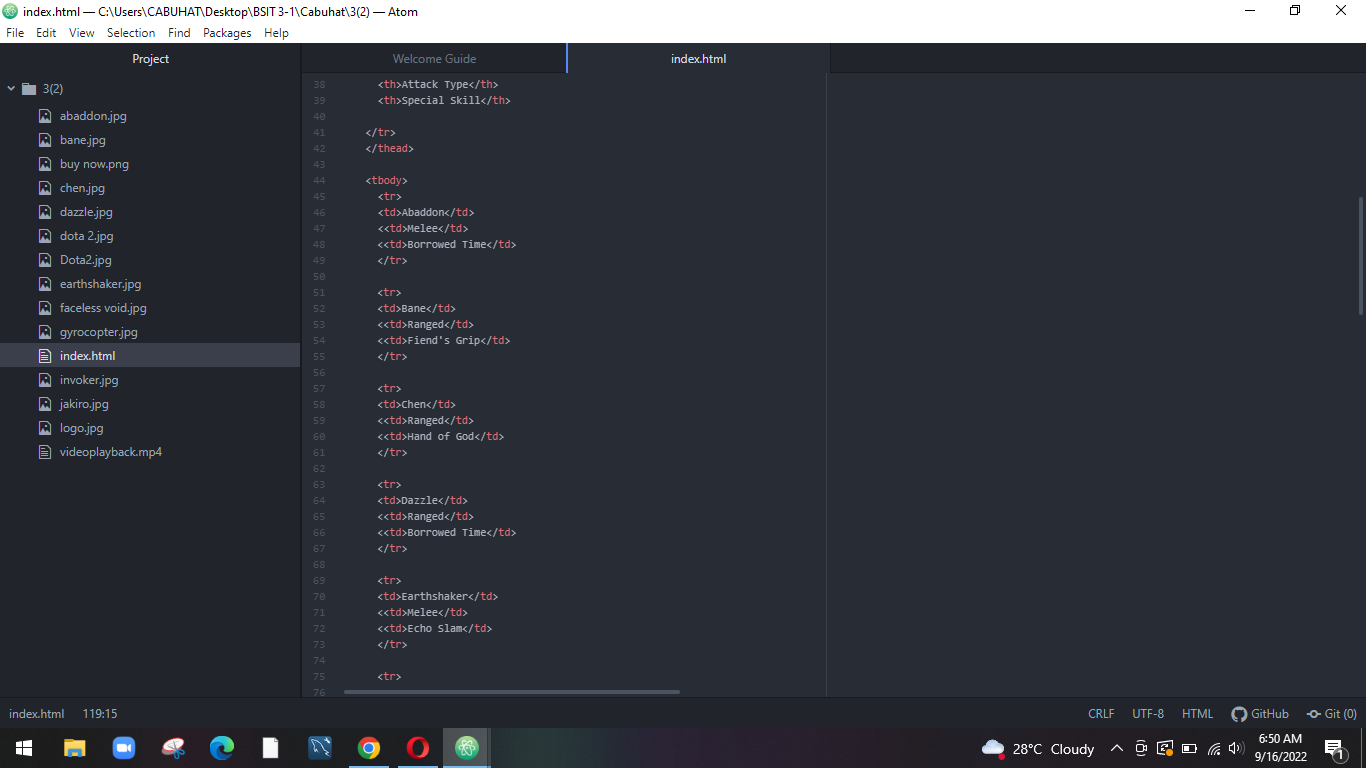 index.html — C:\Users\CABUHAT\Desktop\BSIT 3-1\Cabuhat\3(2) — Atom
File Edit View Selection Find Packages Help
Project
Welcome Guide
index.html
3(2)
abaddon.jpg
bane.jpg
buy now.png
chen.jpg
dazzle.jpg
dota 2.jpg
Dota2.jpg
earthshaker.jpg
faceless void.jpg
gyrocopter.jpg
index.html
invoker.jpg
jakiro.jpg
logo.jpg
videoplayback.mp4
38 <th>Attack Type</th>
39 <th>Special Skill</th>
40
41 </tr>
42 </thead>
43
44 <tbody>
45 <tr>
46 <td>Abaddon</td>
47 <<td>Melee</td>
48 <<td>Borrowed Time</td>
49 </tr>
50
51 <tr>
52 <td>Bane</td>
53 <<td>Ranged</td>
54 <<td>Fiend's Grip</td>
55 </tr>
56
57 <tr>
58 <td>Chen</td>
59 <<td>Ranged</td>
60 <<td>Hand of God</td>
61 </tr>
62
63 <tr>
64 <td>Dazzle</td>
65 <<td>Ranged</td>
66 <<td>Borrowed Time</td>
67 </tr>
68
69 <tr>
70 <td>Earthshaker</td>
71 <<td>Melee</td>
72 <<td>Echo Slam</td>
73 </tr>
74
75 <tr>
76
index.html 119:15
CRLF UTF-8 HTML GitHub Git (0)
28°C Cloudy
6:50 AM
9/16/2022
1